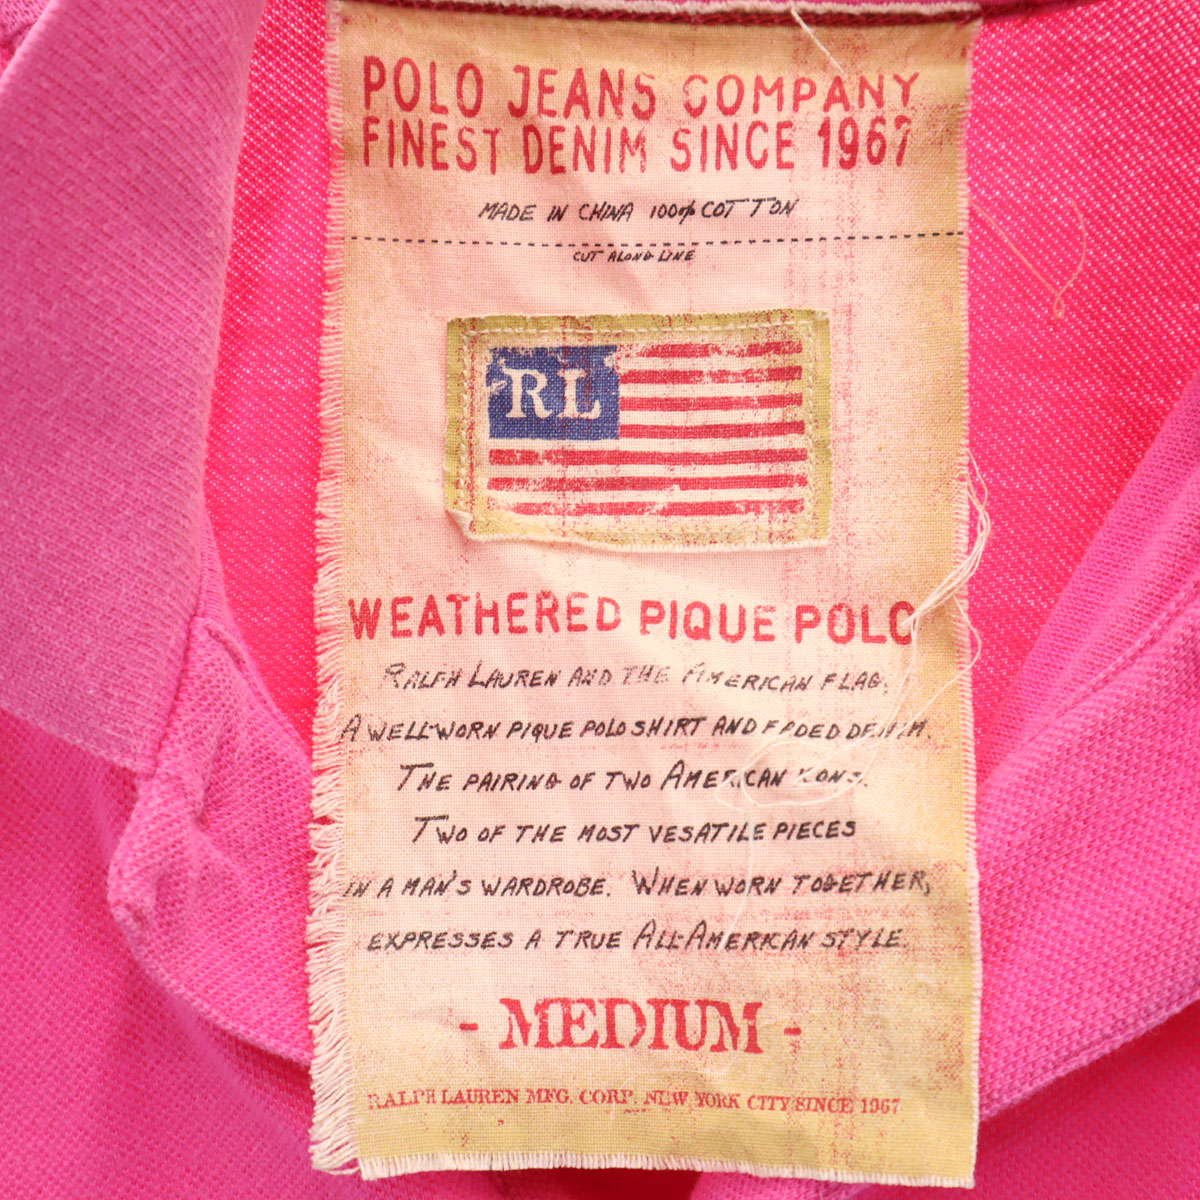 POLO JEANS COMPANY
FINEST DENIM SINCE 1967
MADE IN CHINA 100% COTTON
CUT ALONG LINE
RL
WEATHERED PIQUE POLO
RALPH LAUREN AND THE AMERICAN FLAG,
A WELL-WORN PIQUE POLO SHIRT AND FADED DENIM.
THE PAIRING OF TWO AMERICAN ICONS.
TWO OF THE MOST VESATILE PIECES
IN A MAN'S WARDROBE. WHEN WORN TOGETHER,
EXPRESSES A TRUE ALL-AMERICAN STYLE.
- MEDIUM -
RALPH LAUREN MFG. CORP. NEW YORK CITY SINCE 1967